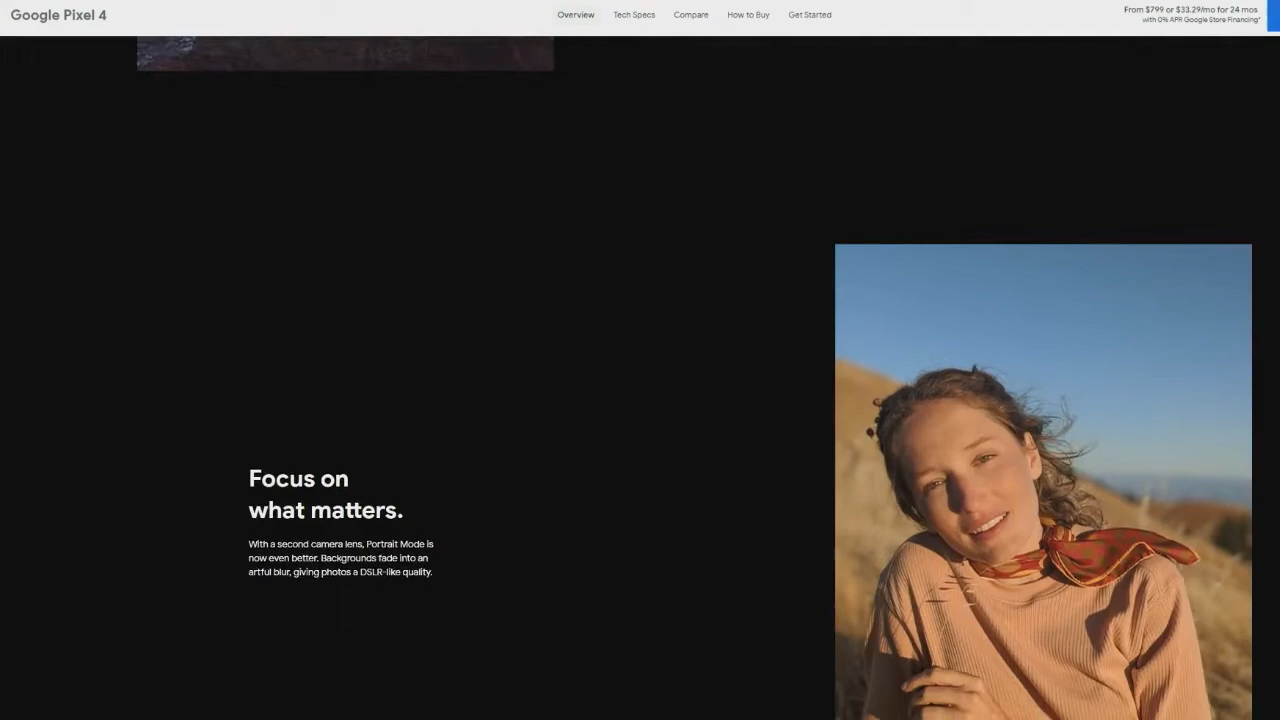 Google Pixel 4
Overview Tech Specs Compare How to Buy Get Started
From $799 or $33.29/mo for 24 mos
with 0% APR Google Store Financing*
Focus on
what matters.
With a second camera lens, Portrait Mode is
now even better. Backgrounds fade into an
artful blur, giving photos a DSLR-like quality.